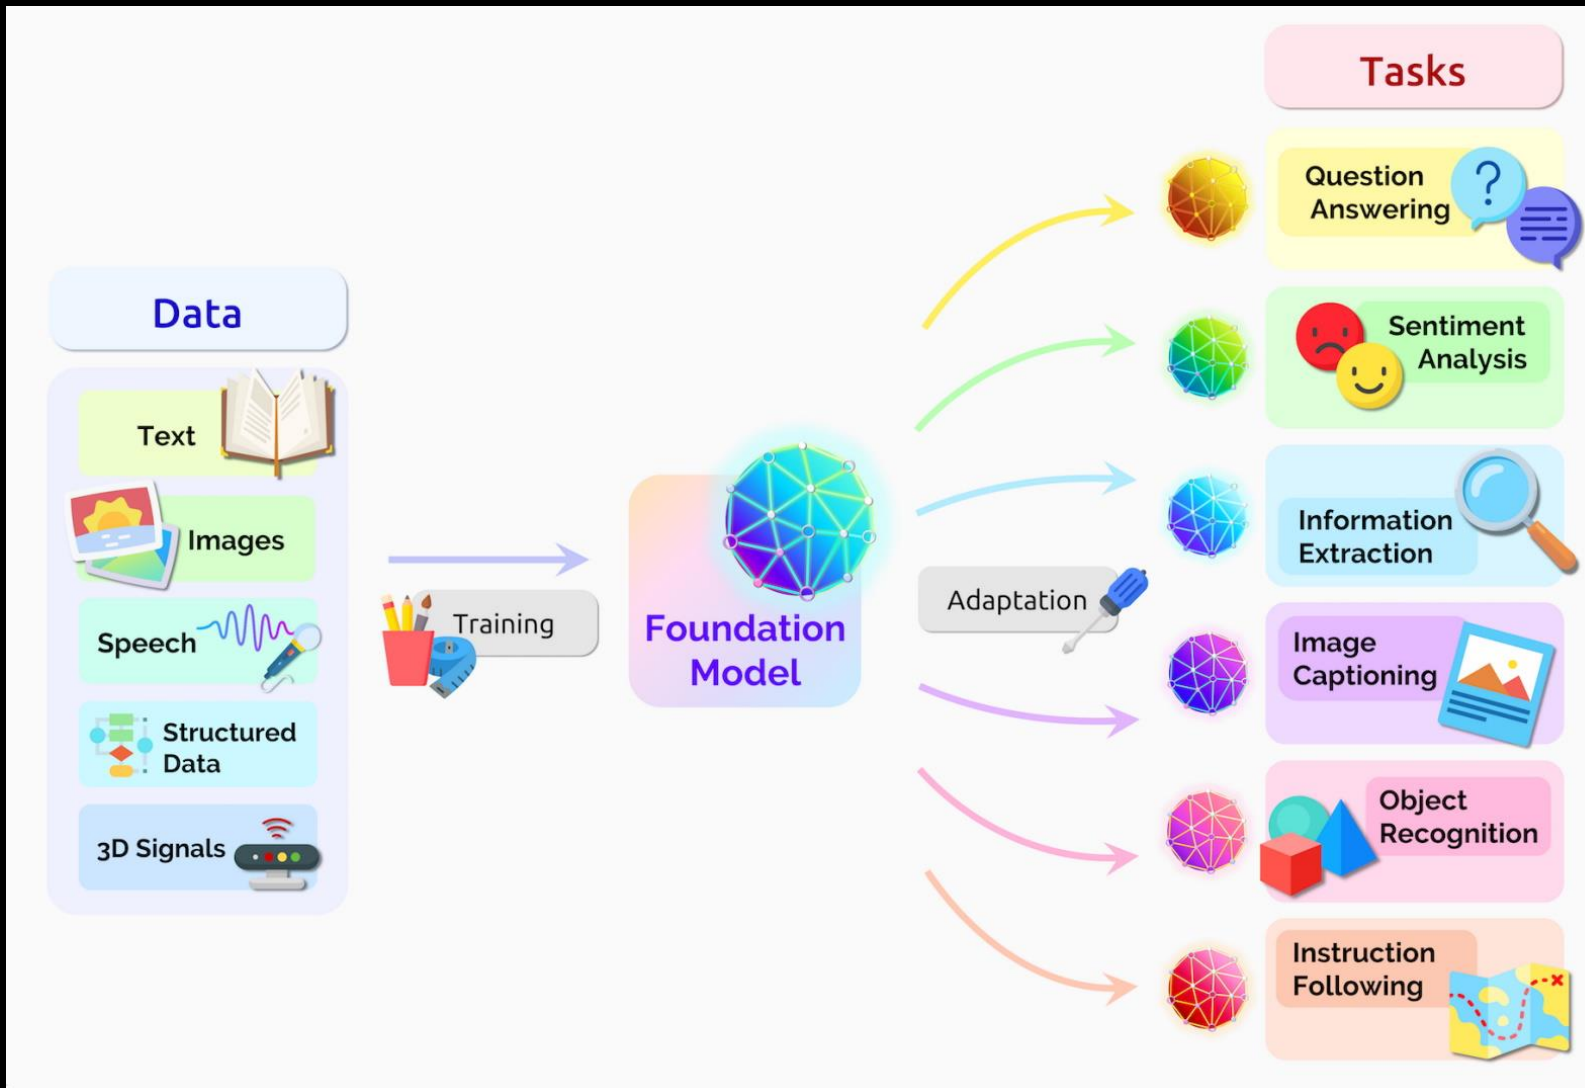 Data
Text
Images
Speech
Structured
Data
3D Signals
Training
Foundation
Model
Adaptation
Tasks
Question
Answering
Sentiment
Analysis
Information
Extraction
Image
Captioning
Object
Recognition
Instruction
Following